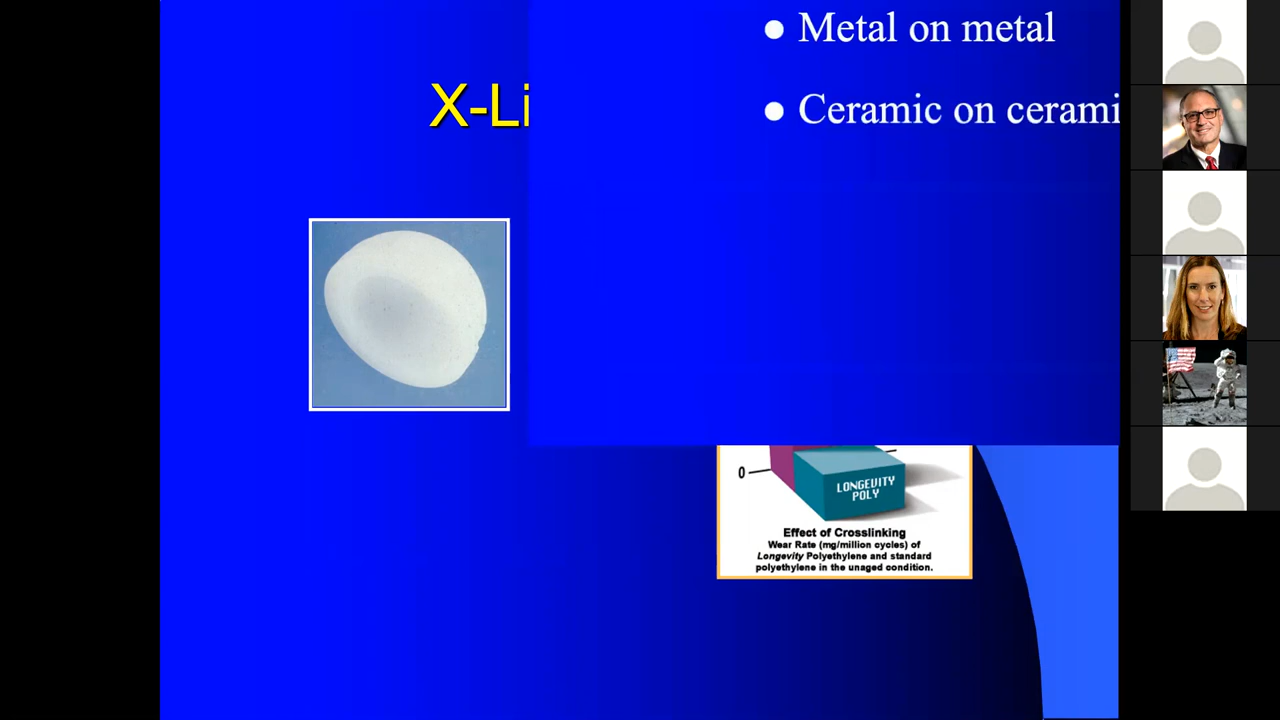 Metal on metal
X-Li
Ceramic on cerami
0
LONGEVITY
POLY
Effect of Crosslinking
Wear Rate (mg/million cycles) of
Longevity Polyethylene and standard
polyethylene in the unaged condition.